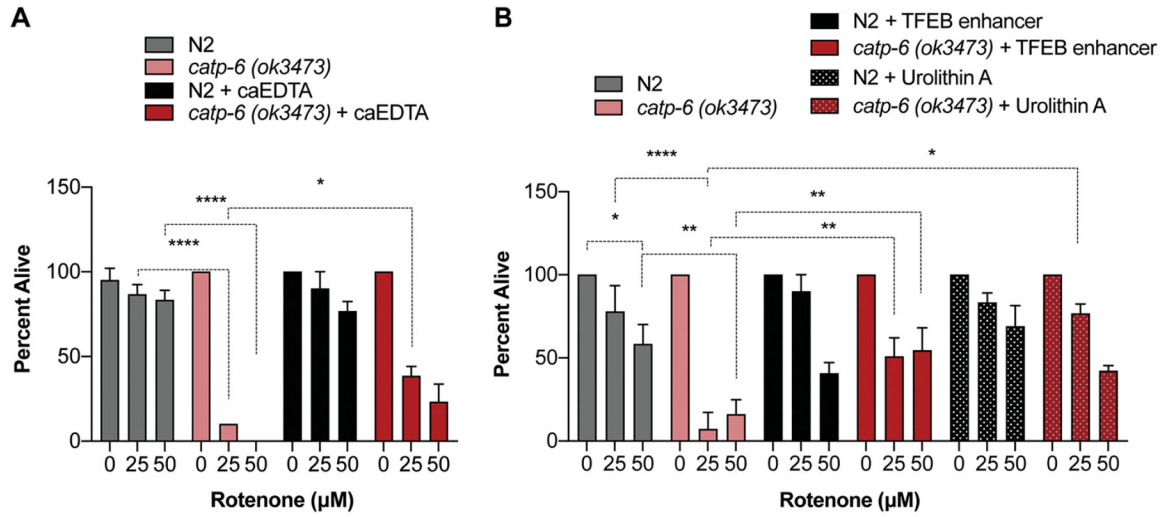 A
N2
catp-6 (ok3473)
N2 + caEDTA
catp-6 (ok3473) + caEDTA
****
****
*
150
100
50
0
Percent Alive
0 25 50 0 25 50 0 25 50 0 25 50
Rotenone (µM)
B
N2
catp-6 (ok3473)
N2 + TFEB enhancer
catp-6 (ok3473) + TFEB enhancer
N2 + Urolithin A
catp-6 (ok3473) + Urolithin A
****
*
*
**
**
**
150
100
50
0
Percent Alive
0 25 50 0 25 50 0 25 50 0 25 50 0 25 50 0 25 50
Rotenone (µM)